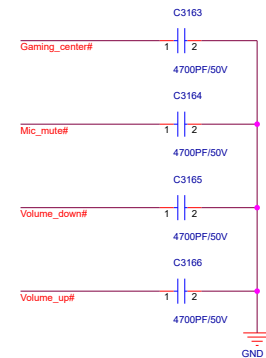 C3163
Gaming_center#
1 2
4700PF/50V
C3164
Mic_mute#
1 2
4700PF/50V
C3165
Volume_down#
1 2
4700PF/50V
C3166
Volume_up#
1 2
4700PF/50V
GND